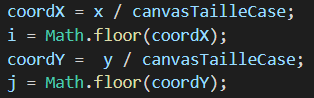 coordX = x / canvasTailleCase;
i = Math.floor(coordX);
coordY =  y / canvasTailleCase;
j = Math.floor(coordY);